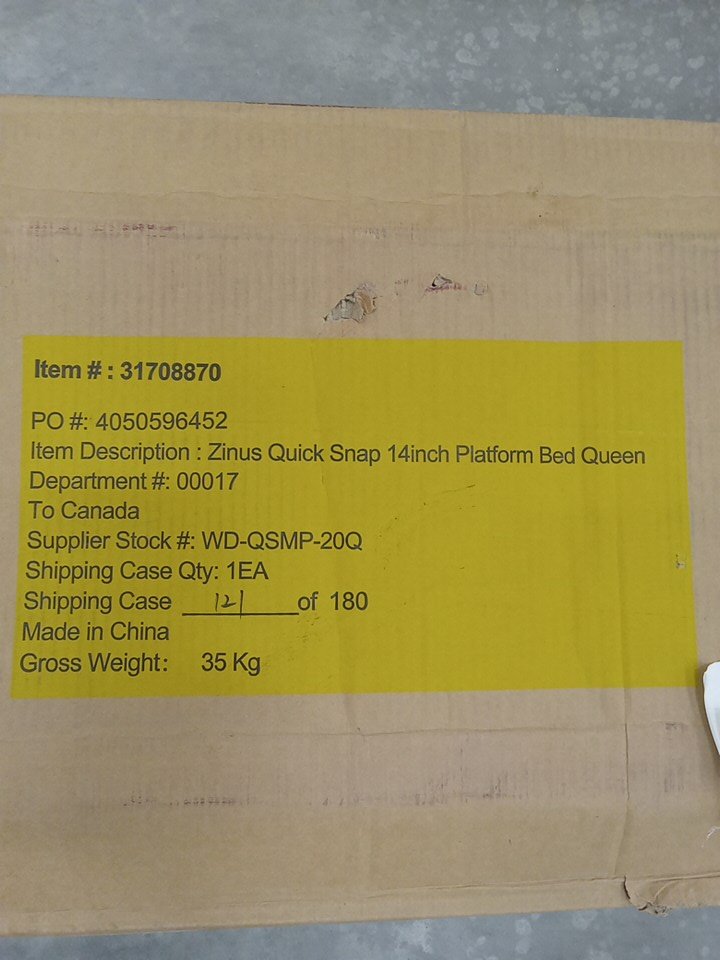 Item # : 31708870
PO #: 4050596452
Item Description : Zinus Quick Snap 14inch Platform Bed Queen
Department #: 00017
To Canada
Supplier Stock #: WD-QSMP-20Q
Shipping Case Qty: 1EA
Shipping Case 121 of 180
Made in China
Gross Weight: 35 Kg